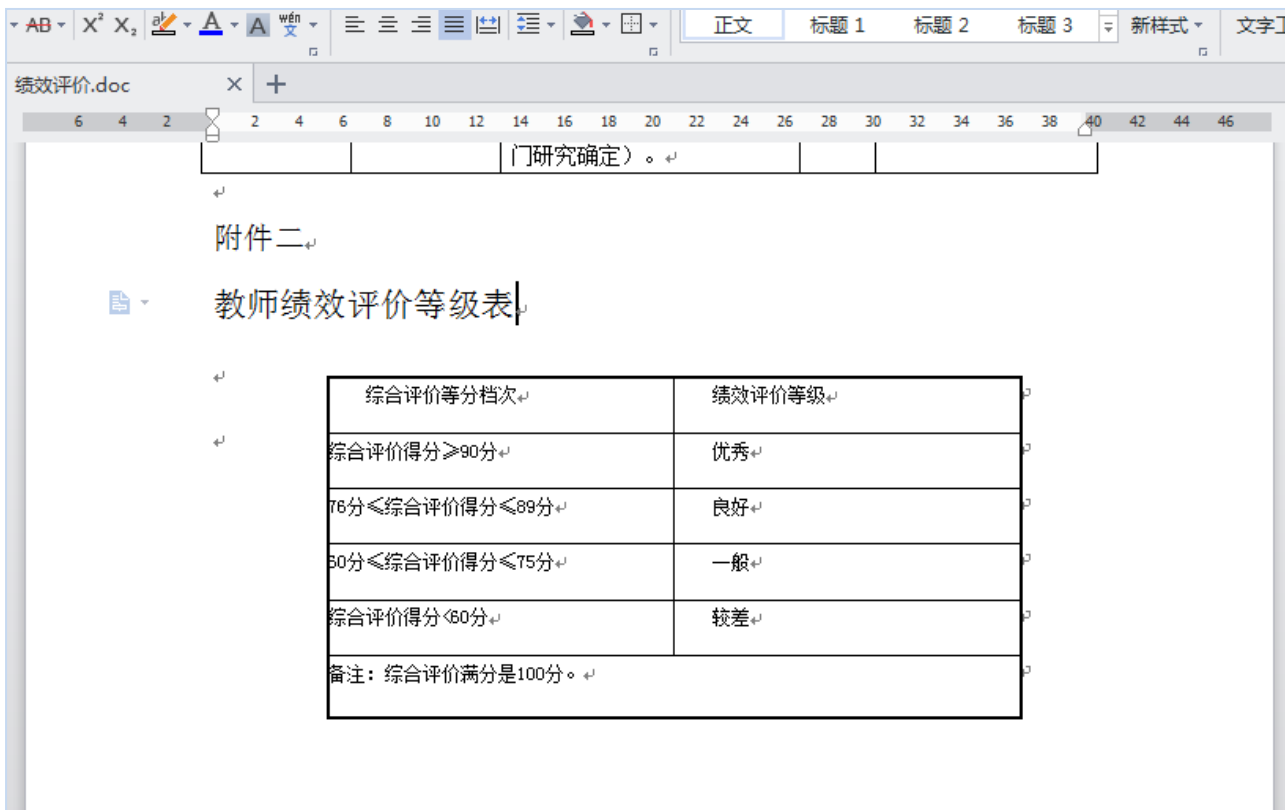 AB X² X₂ A A wén 文 正文 标题 1 标题 2 标题 3 新样式 文字工
绩效评价.doc
6 4 2 2 4 6 8 10 12 14 16 18 20 22 24 26 28 30 32 34 36 38 40 42 44 46
门研究确定）。
附件二
教师绩效评价等级表
综合评价等分档次 绩效评价等级
综合评价得分≥90分 优秀
76分≤综合评价得分≤89分 良好
60分≤综合评价得分≤75分 一般
综合评价得分<60分 较差
备注：综合评价满分是100分。